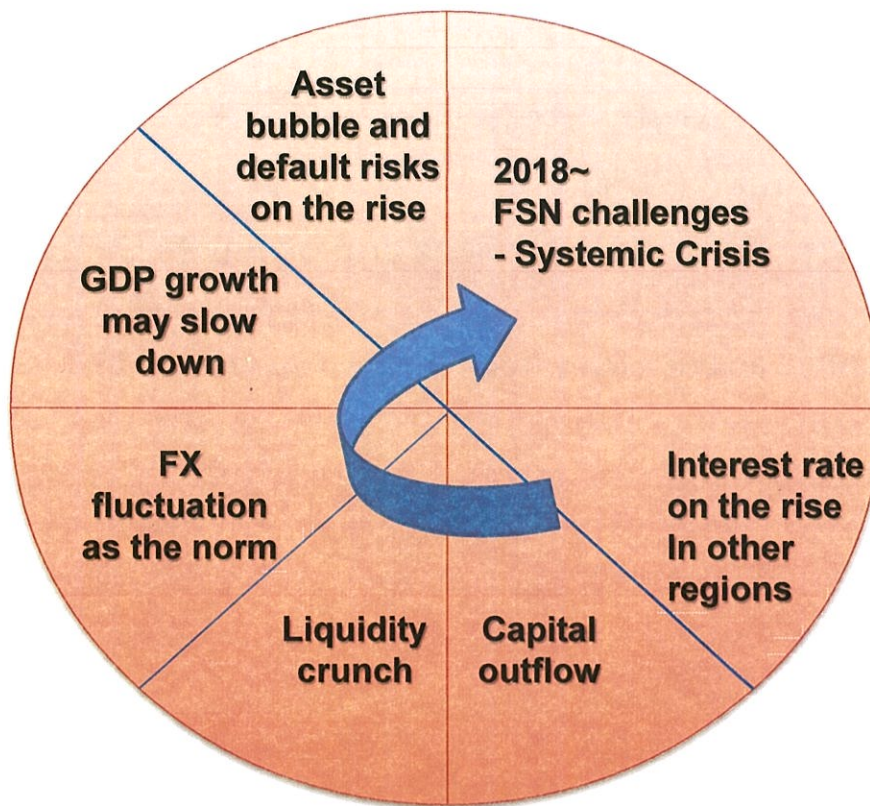 Asset
bubble and
default risks
on the rise
2018~
FSN challenges
- Systemic Crisis
GDP growth
may slow
down
FX
fluctuation
as the norm
Interest rate
on the rise
In other
regions
Liquidity
crunch
Capital
outflow